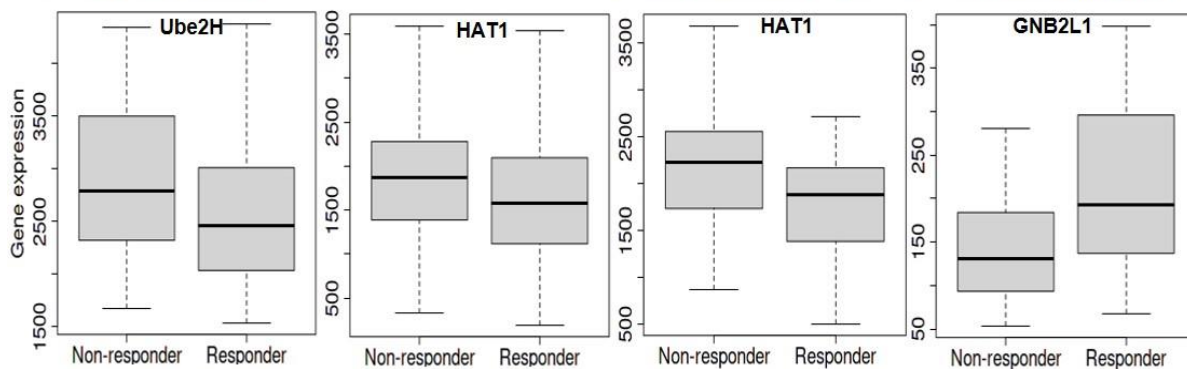 Ube2H
HAT1
HAT1
GNB2L1
Gene expression
1500
2500
3500
Non-responder
Responder
500
1500
2500
3500
Non-responder
Responder
500
1500
2500
3500
Non-responder
Responder
50
150
250
350
Non-responder
Responder